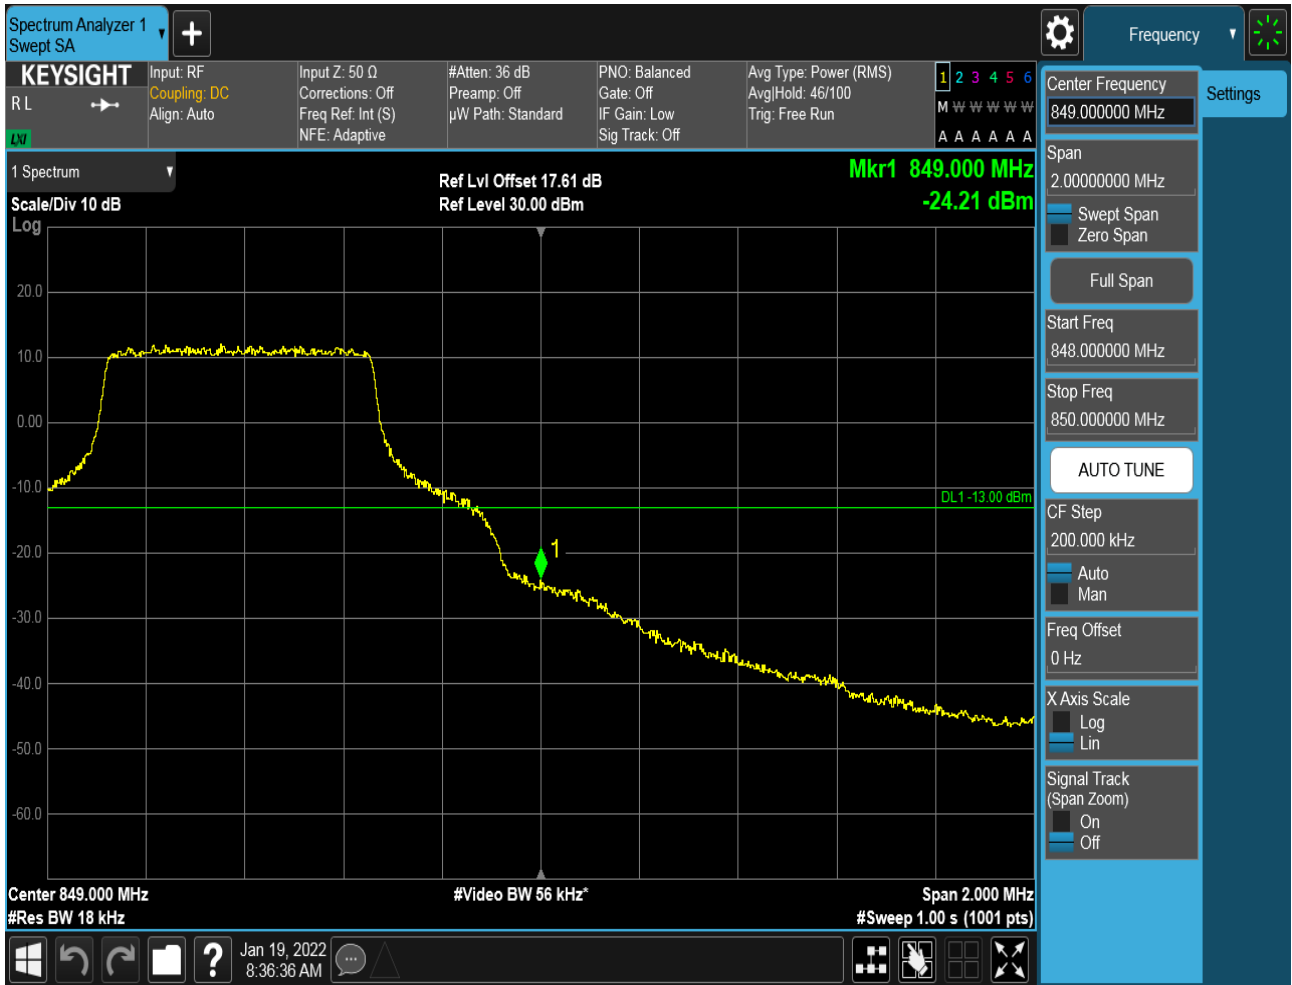 Spectrum Analyzer 1
Swept SA
Frequency
KEYSIGHT
R L
LXI
Input: RF
Coupling: DC
Align: Auto
Input Z: 50 Ω
Corrections: Off
Freq Ref: Int (S)
NFE: Adaptive
#Atten: 36 dB
Preamp: Off
µW Path: Standard
PNO: Balanced
Gate: Off
IF Gain: Low
Sig Track: Off
Avg Type: Power (RMS)
Avg|Hold: 46/100
Trig: Free Run
1 2 3 4 5 6
M W W W W W
A A A A A A
1 Spectrum
Scale/Div 10 dB
Log
Ref Lvl Offset 17.61 dB
Ref Level 30.00 dBm
Mkr1 849.000 MHz
-24.21 dBm
20.0
10.0
0.00
-10.0
-20.0
-30.0
-40.0
-50.0
-60.0
DL1 -13.00 dBm
1
Center 849.000 MHz
#Res BW 18 kHz
#Video BW 56 kHz*
Span 2.000 MHz
#Sweep 1.00 s (1001 pts)
Center Frequency
849.000000 MHz
Settings
Span
2.00000000 MHz
Swept Span
Zero Span
Full Span
Start Freq
848.000000 MHz
Stop Freq
850.000000 MHz
AUTO TUNE
CF Step
200.000 kHz
Auto
Man
Freq Offset
0 Hz
X Axis Scale
Log
Lin
Signal Track
(Span Zoom)
On
Off
?
Jan 19, 2022
8:36:36 AM